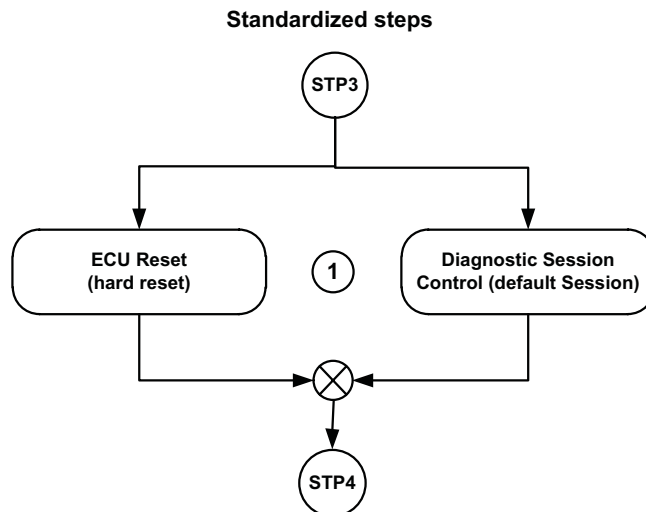 Standardized steps
STP3
ECU Reset
(hard reset)
1
Diagnostic Session
Control (default Session)
STP4